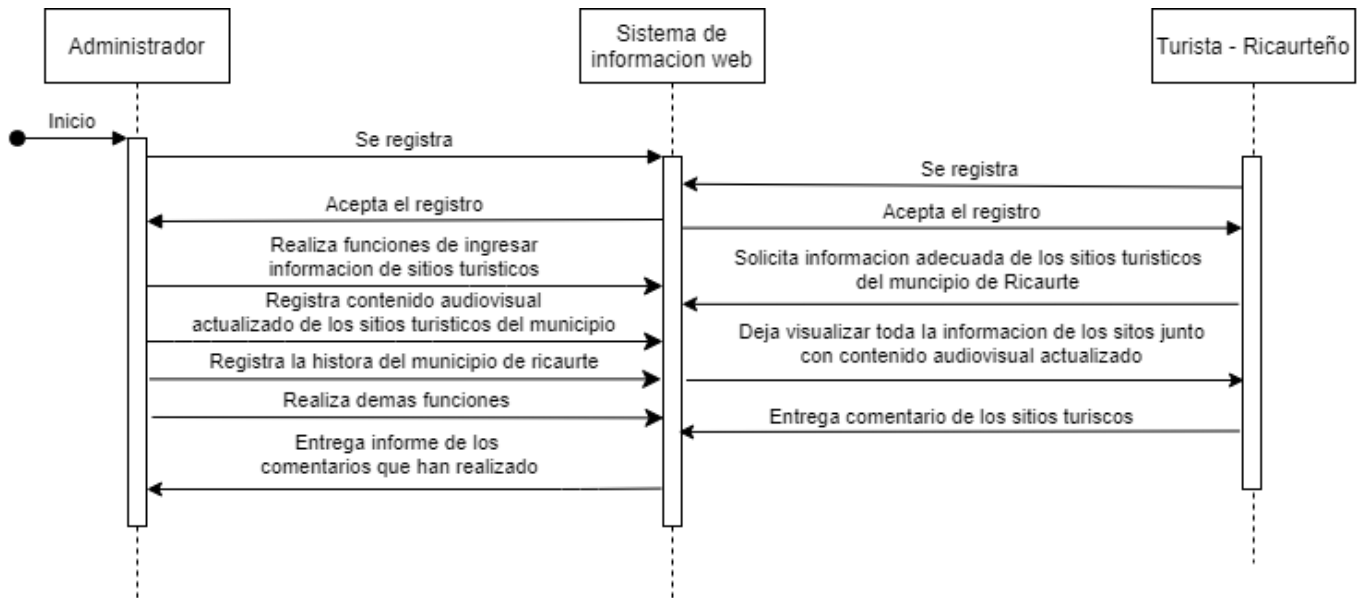 Administrador
Sistema de
informacion web
Turista - Ricaurteño
Inicio
Se registra
Se registra
Acepta el registro
Acepta el registro
Realiza funciones de ingresar
informacion de sitios turisticos
Solicita informacion adecuada de los sitios turisticos
del muncipio de Ricaurte
Registra contenido audiovisual
actualizado de los sitios turisticos del municipio
Deja visualizar toda la informacion de los sitos junto
con contenido audiovisual actualizado
Registra la histora del municipio de ricaurte
Realiza demas funciones
Entrega comentario de los sitios turiscos
Entrega informe de los
comentarios que han realizado